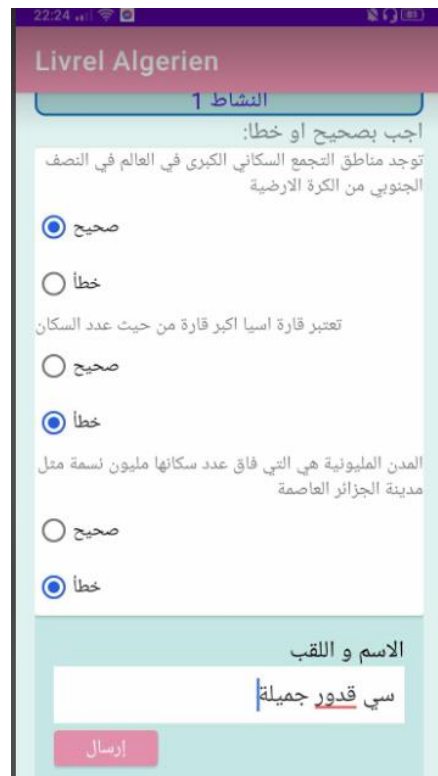 22:24
83
Livrel Algerien
النشاط 1
اجب بصحيح او خطا:
توجد مناطق التجمع السكاني الكبرى في العالم في النصف
الجنوبي من الكرة الارضية
صحيح
خطأ
تعتبر قارة اسيا اكبر قارة من حيث عدد السكان
صحيح
خطأ
المدن المليونية هي التي فاق عدد سكانها مليون نسمة متل
مدينة الجزائر العاصمة
صحيح
خطأ
الاسم و اللقب
سي قدور جميلة
إرسال